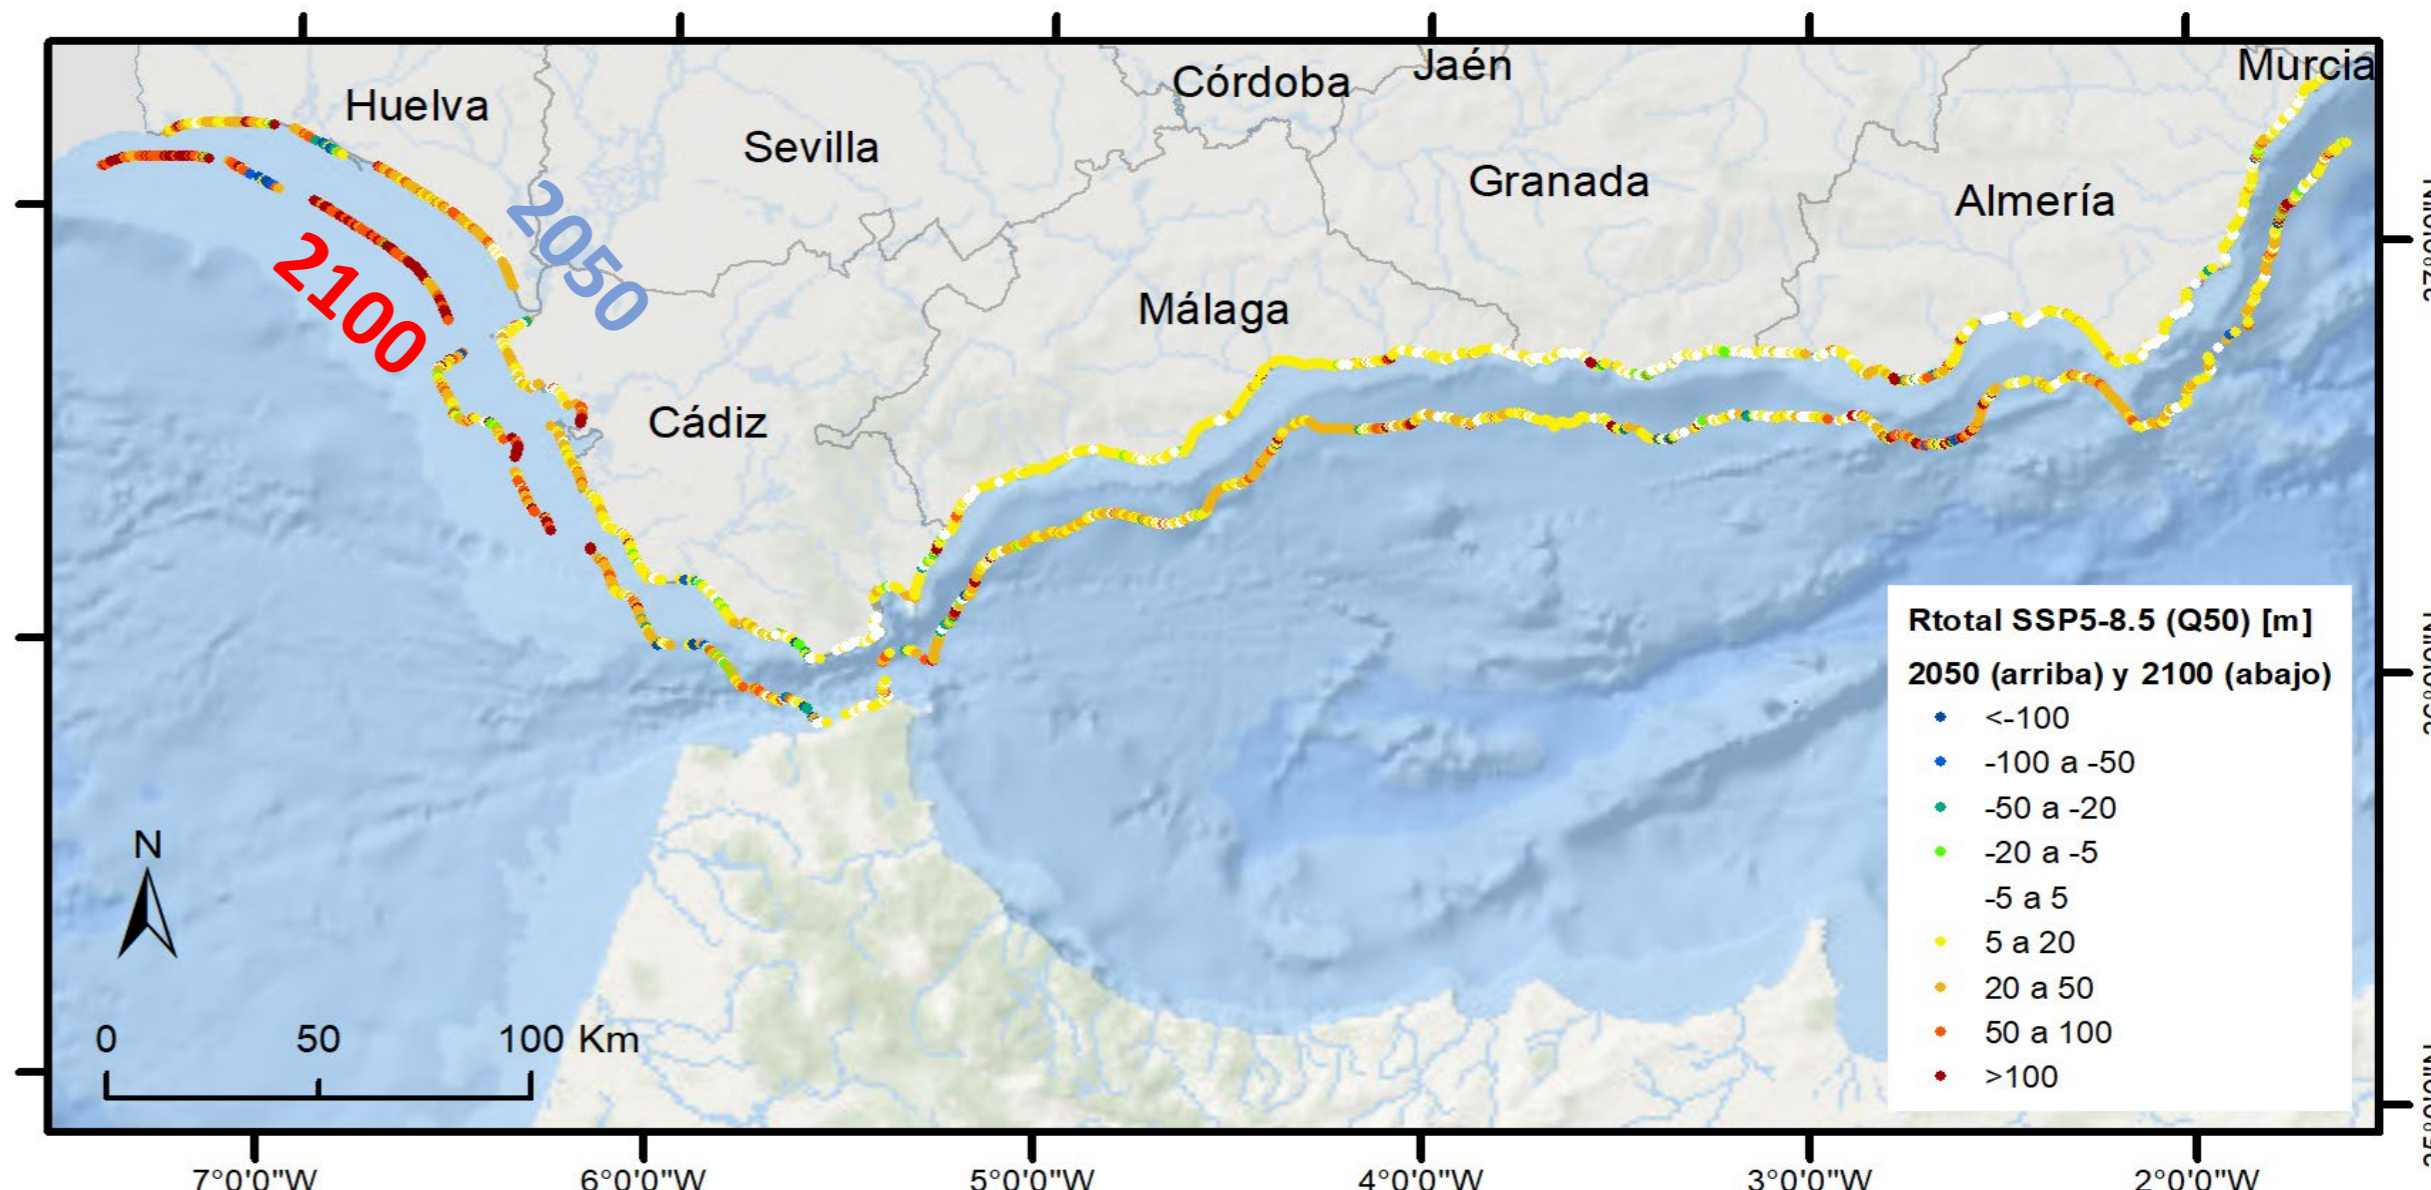 Murcia
Jaén
Córdoba
Huelva
Sevilla
Granada
Almería
2050
2100
Málaga
Cádiz
Rtotal SSP5-8.5 (Q50) [m]
2050 (arriba) y 2100 (abajo)
<-100
-100 a -50
-50 a -20
-20 a -5
-5 a 5
5 a 20
20 a 50
50 a 100
>100
N
0 50 100 Km
7°0'0"W 6°0'0"W 5°0'0"W 4°0'0"W 3°0'0"W 2°0'0"W